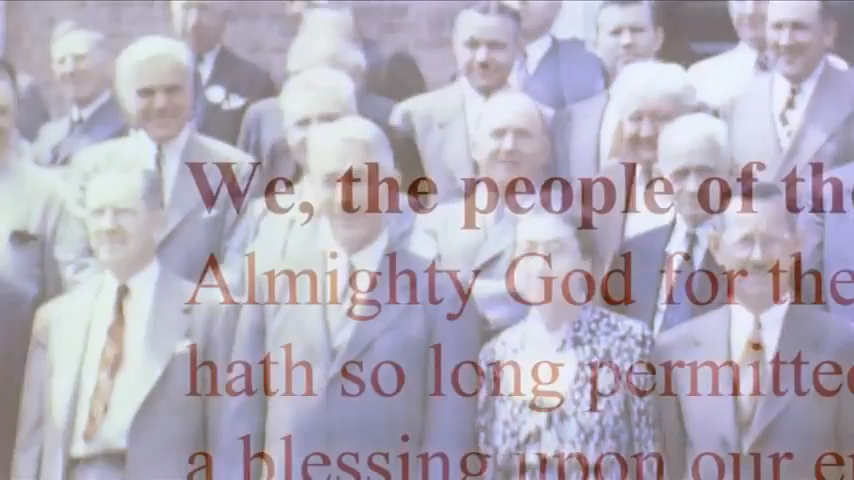 We, the people of th
Almighty God for the
hath so long permitte
a blessing upon our e